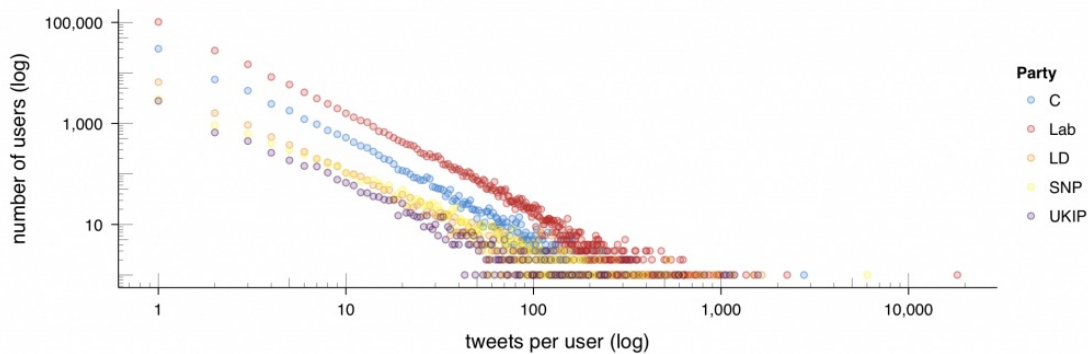 100,000
1,000
10
number of users (log)
1
10
100
1,000
10,000
tweets per user (log)
Party
C
Lab
LD
SNP
UKIP